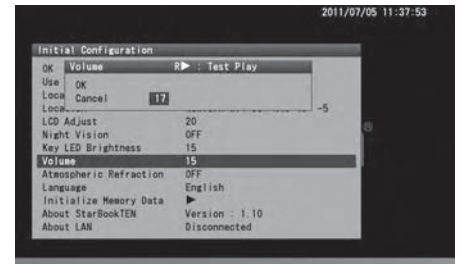 2011/07/05 11:37:53
Initial Configuration
OK
Volume R▶ : Test Play
Use
OK
Loca
Cancel 17
Loca -5
LCD Adjust 20
Night Vision OFF
Key LED Brightness 15
Volume 15
Atmospheric Refraction OFF
Language English
Initialize Memory Data ▶
About StarBookTEN Version : 1.10
About LAN Disconnected